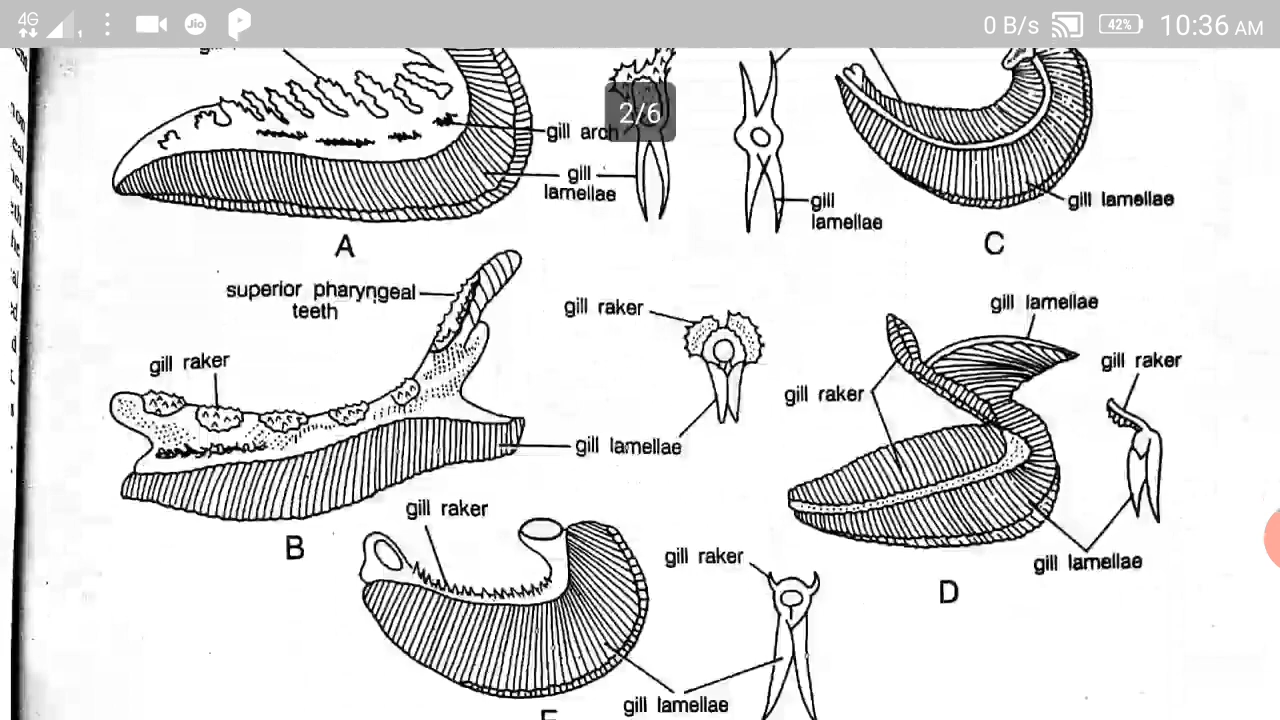 4G
1
Jio
0 B/s
42%
10:36 AM
2/6
gill arch
gill
lamellae
A
gill
lamellae
gill lamellae
C
superior pharyngeal
teeth
gill raker
gill lamellae
B
gill raker
gill lamellae
gill raker
gill raker
gill lamellae
D
gill raker
gill raker
gill lamellae